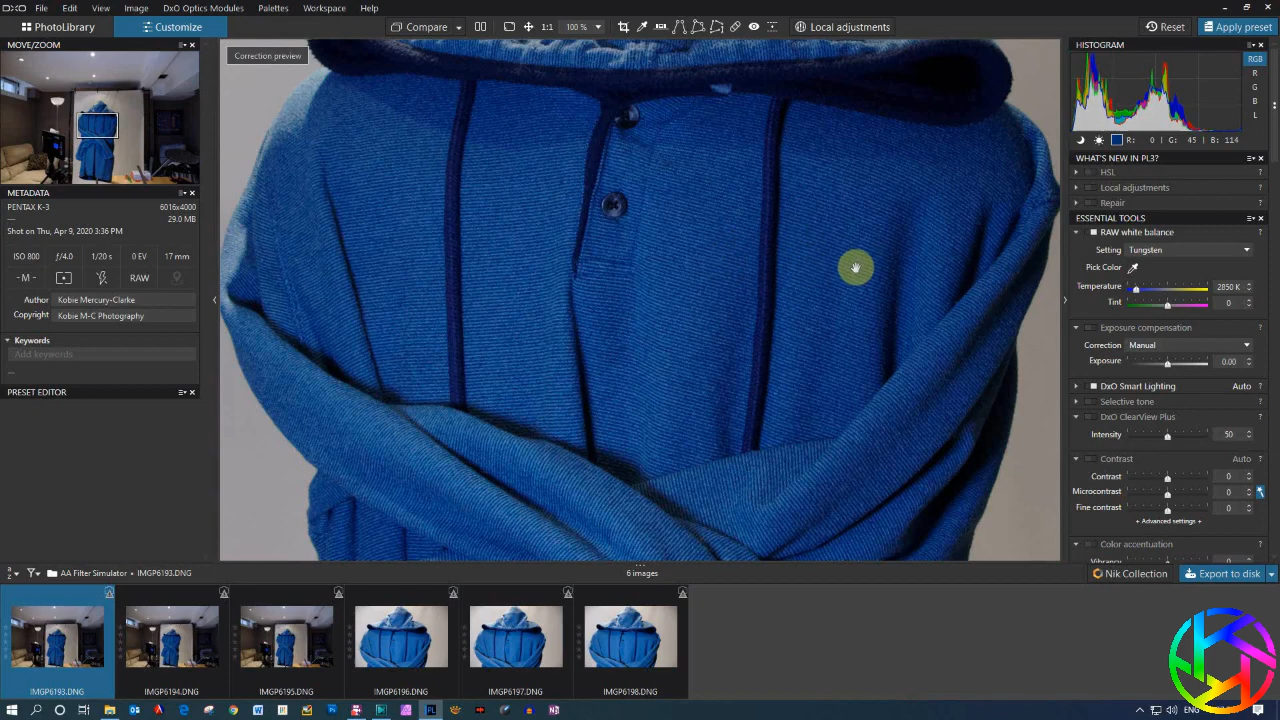 DxO File Edit View Image DxO Optics Modules Palettes Workspace Help
PhotoLibrary Customize Compare 1:1 100 % Local adjustments Reset Apply preset
MOVE/ZOOM
Correction preview
HISTOGRAM
RGB
R
G
B
L
R: 0 G: 45 B: 114
METADATA
PENTAX K-3 6016x4000
29.0 MB
Shot on Thu, Apr 9, 2020 3:36 PM
ISO 800 ƒ/4.0 1/20 s 0 EV 17 mm
- M - RAW
Author Kobie Mercury-Clarke
Copyright Kobie M-C Photography
Keywords
Add keywords
PRESET EDITOR
WHAT'S NEW IN PL3?
HSL ?
Local adjustments ?
Repair ?
ESSENTIAL TOOLS
RAW white balance ?
Setting Tungsten
Pick Color
Temperature 2850 K
Tint 0
Exposure compensation ?
Correction Manual
Exposure 0.00
DxO Smart Lighting Auto ?
Selective tone ?
DxO ClearView Plus ?
Intensity 50
Contrast Auto ?
Contrast 0
Microcontrast 0
Fine contrast 0
+ Advanced settings +
Color accentuation ?
AA Filter Simulator • IMGP6193.DNG 6 images Nik Collection Export to disk
IMGP6193.DNG IMGP6194.DNG IMGP6195.DNG IMGP6196.DNG IMGP6197.DNG IMGP6198.DNG
PL ENG